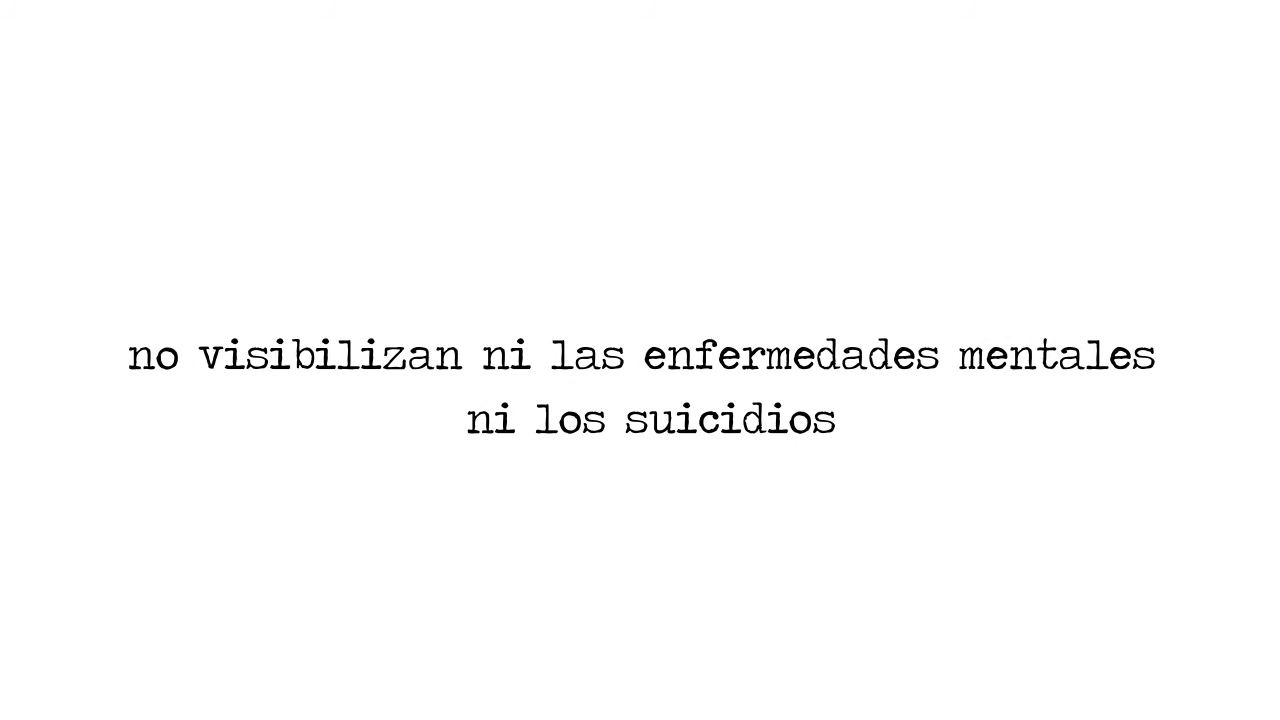 no visibilizan ni las enfermedades mentales
ni los suicidios